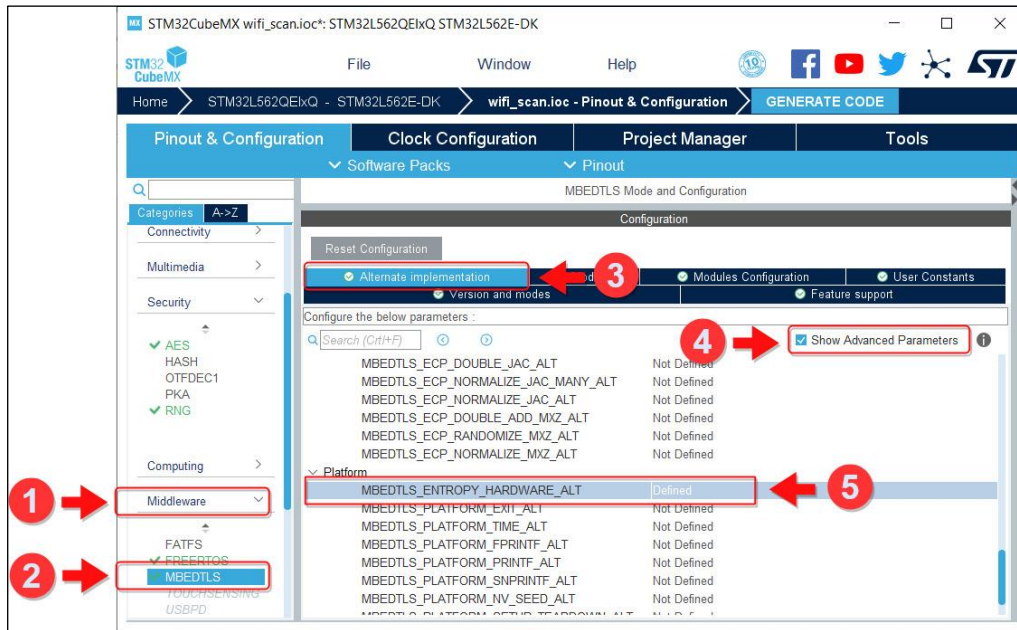 MX STM32CubeMX wifi_scan.ioc*: STM32L562QEIxQ STM32L562E-DK
STM32 CubeMX
File Window Help
10
ST
Home STM32L562QEIxQ - STM32L562E-DK wifi_scan.ioc - Pinout & Configuration GENERATE CODE
Pinout & Configuration Clock Configuration Project Manager Tools
Software Packs Pinout
MBEDTLS Mode and Configuration
Categories A->Z
Configuration
Connectivity
Reset Configuration
Multimedia
Alternate implementation 3 Modules Configuration User Constants
Security
Version and modes Feature support
Configure the below parameters :
Search (Crtl+F) 4 Show Advanced Parameters
AES
HASH
OTFDEC1
PKA
RNG
MBEDTLS_ECP_DOUBLE_JAC_ALT Not Defined
MBEDTLS_ECP_NORMALIZE_JAC_MANY_ALT Not Defined
MBEDTLS_ECP_NORMALIZE_JAC_ALT Not Defined
MBEDTLS_ECP_DOUBLE_ADD_MXZ_ALT Not Defined
MBEDTLS_ECP_RANDOMIZE_MXZ_ALT Not Defined
MBEDTLS_ECP_NORMALIZE_MXZ_ALT Not Defined
Computing
Platform
1 Middleware
MBEDTLS_ENTROPY_HARDWARE_ALT Defined 5
MBEDTLS_PLATFORM_EXIT_ALT Not Defined
MBEDTLS_PLATFORM_TIME_ALT Not Defined
MBEDTLS_PLATFORM_FPRINTF_ALT Not Defined
MBEDTLS_PLATFORM_PRINTF_ALT Not Defined
MBEDTLS_PLATFORM_SNPRINTF_ALT Not Defined
MBEDTLS_PLATFORM_NV_SEED_ALT Not Defined
MBEDTLS_PLATFORM_SETUP_TEARDOWN_ALT Not Defined
FATFS
FREERTOS
2 MBEDTLS
TOUCHSENSING
USBPD